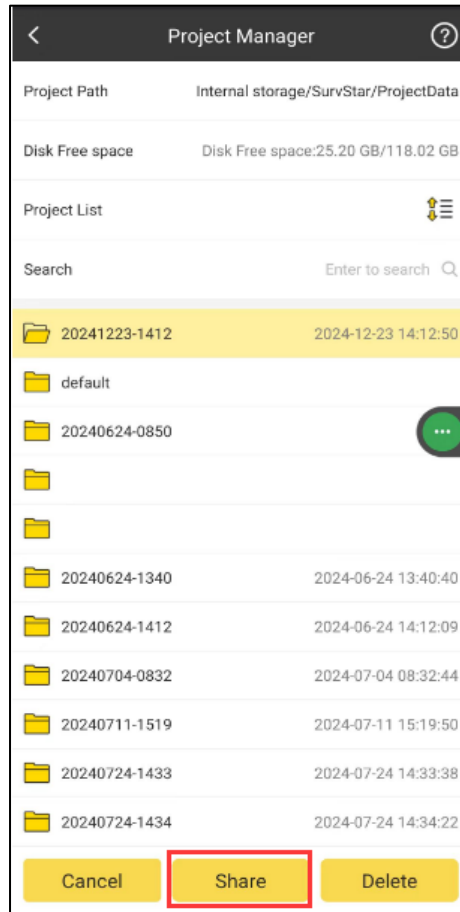 Project Manager ?
Project Path Internal storage/SurvStar/ProjectData
Disk Free space Disk Free space:25.20 GB/118.02 GB
Project List
Search Enter to search
20241223-1412 2024-12-23 14:12:50
default
20240624-0850
20240624-1340 2024-06-24 13:40:40
20240624-1412 2024-06-24 14:12:09
20240704-0832 2024-07-04 08:32:44
20240711-1519 2024-07-11 15:19:50
20240724-1433 2024-07-24 14:33:38
20240724-1434 2024-07-24 14:34:22
Cancel Share Delete